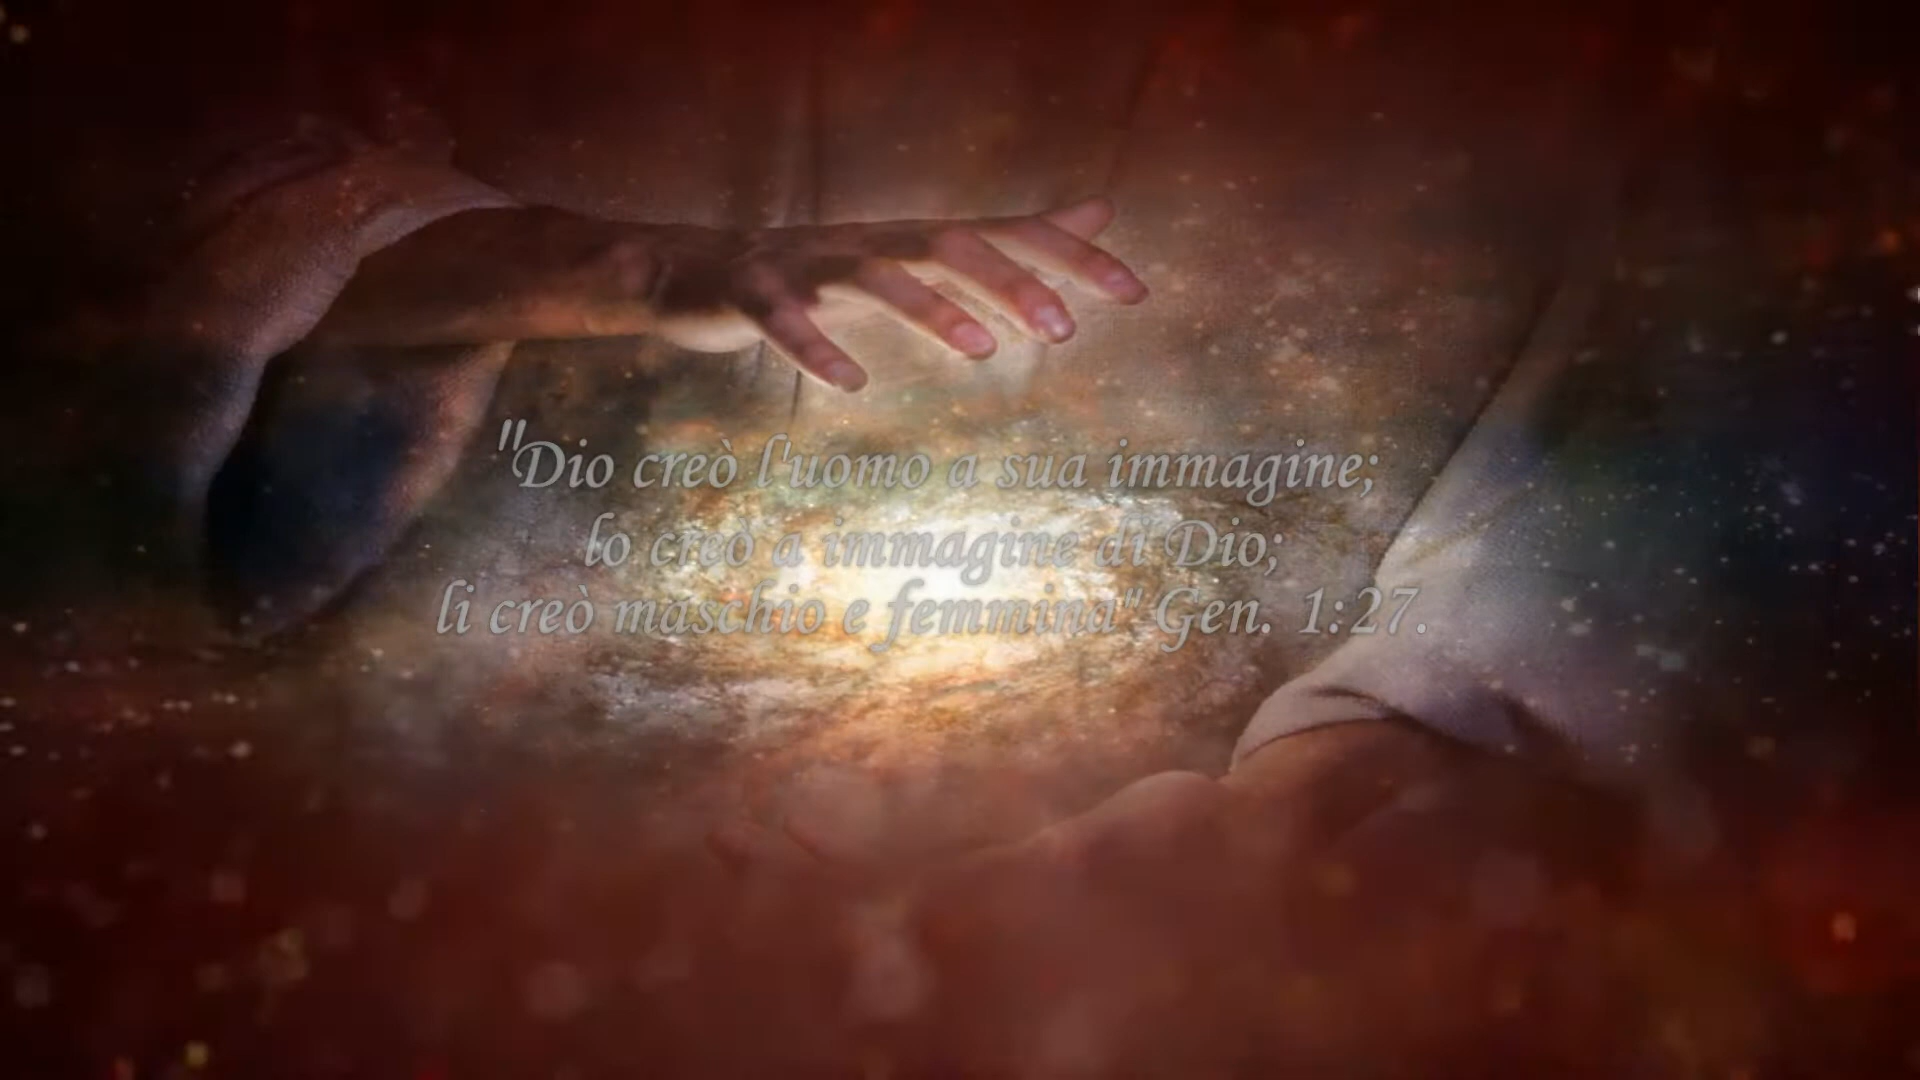 "Dio creò l'uomo a sua immagine;
lo creò a immagine di Dio;
li creò maschio e femmina" Gen. 1:27.